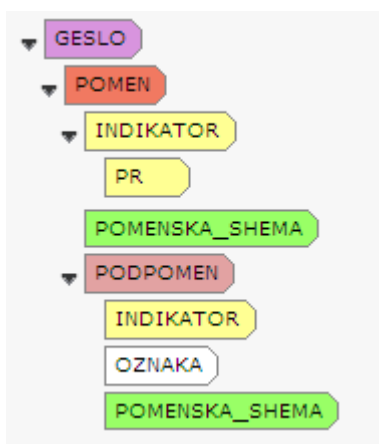 GESLO
POMEN
INDIKATOR
PR
POMENSKA_SHEMA
PODPOMEN
INDIKATOR
OZNAKA
POMENSKA_SHEMA